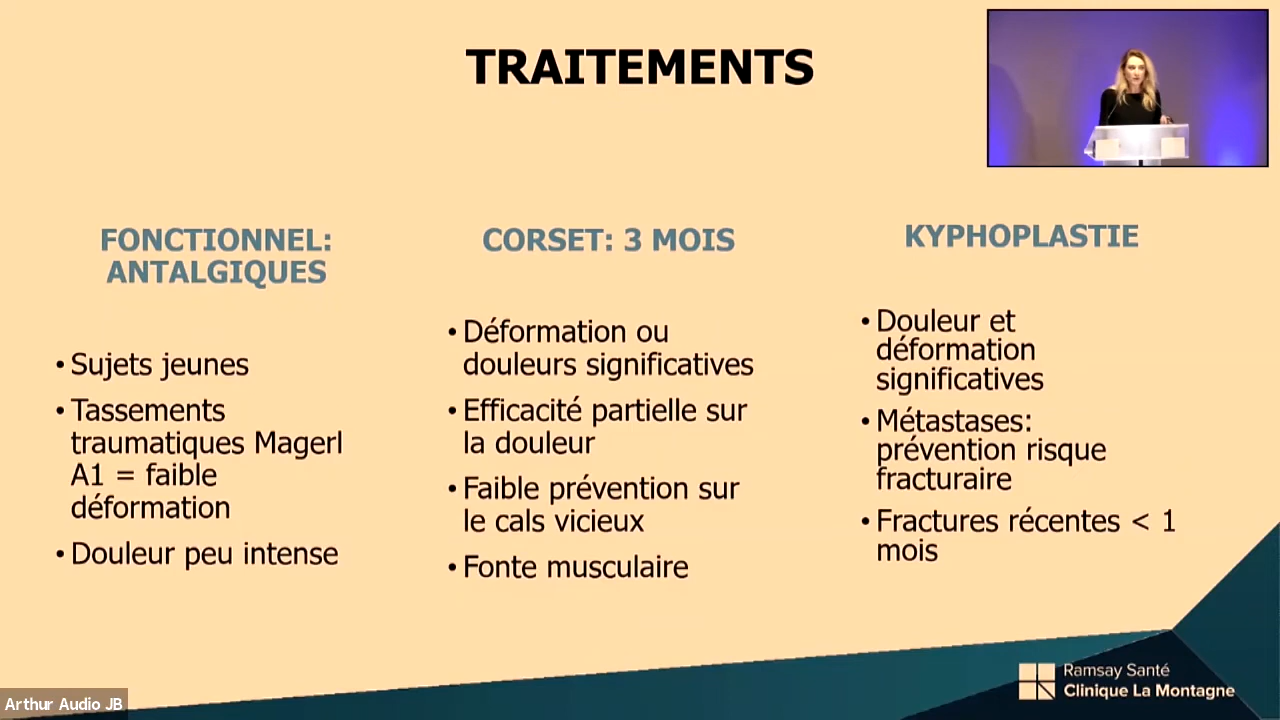 TRAITEMENTS
FONCTIONNEL:
ANTALGIQUES
• Sujets jeunes
• Tassements
traumatiques Magerl
A1 = faible
déformation
• Douleur peu intense
CORSET: 3 MOIS
• Déformation ou
douleurs significatives
• Efficacité partielle sur
la douleur
• Faible prévention sur
le cals vicieux
• Fonte musculaire
KYPHOPLASTIE
• Douleur et
déformation
significatives
• Métastases:
prévention risque
fracturaire
• Fractures récentes < 1
mois
Ramsay Santé
Clinique La Montagne
Arthur Audio JB